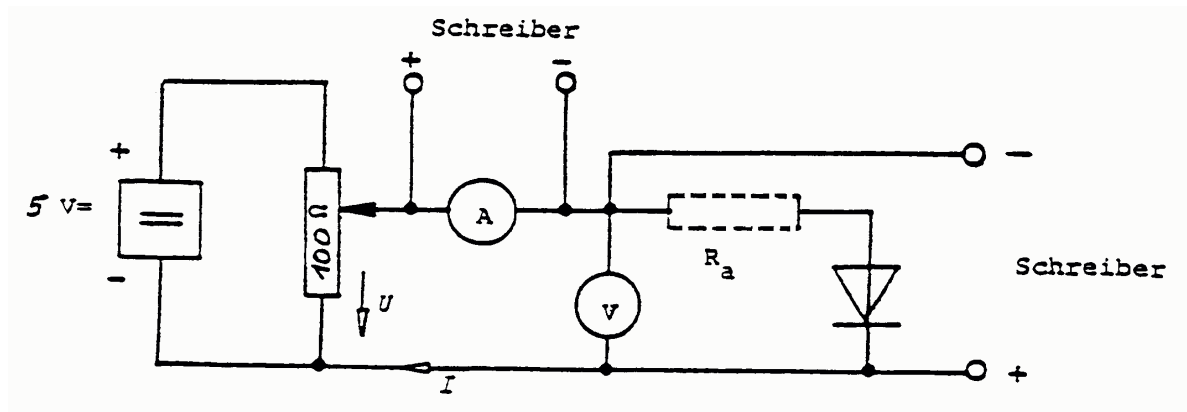 Schreiber
+
-
+
5 V=
-
100 Ω
U
A
V
R_a
I
-
Schreiber
+